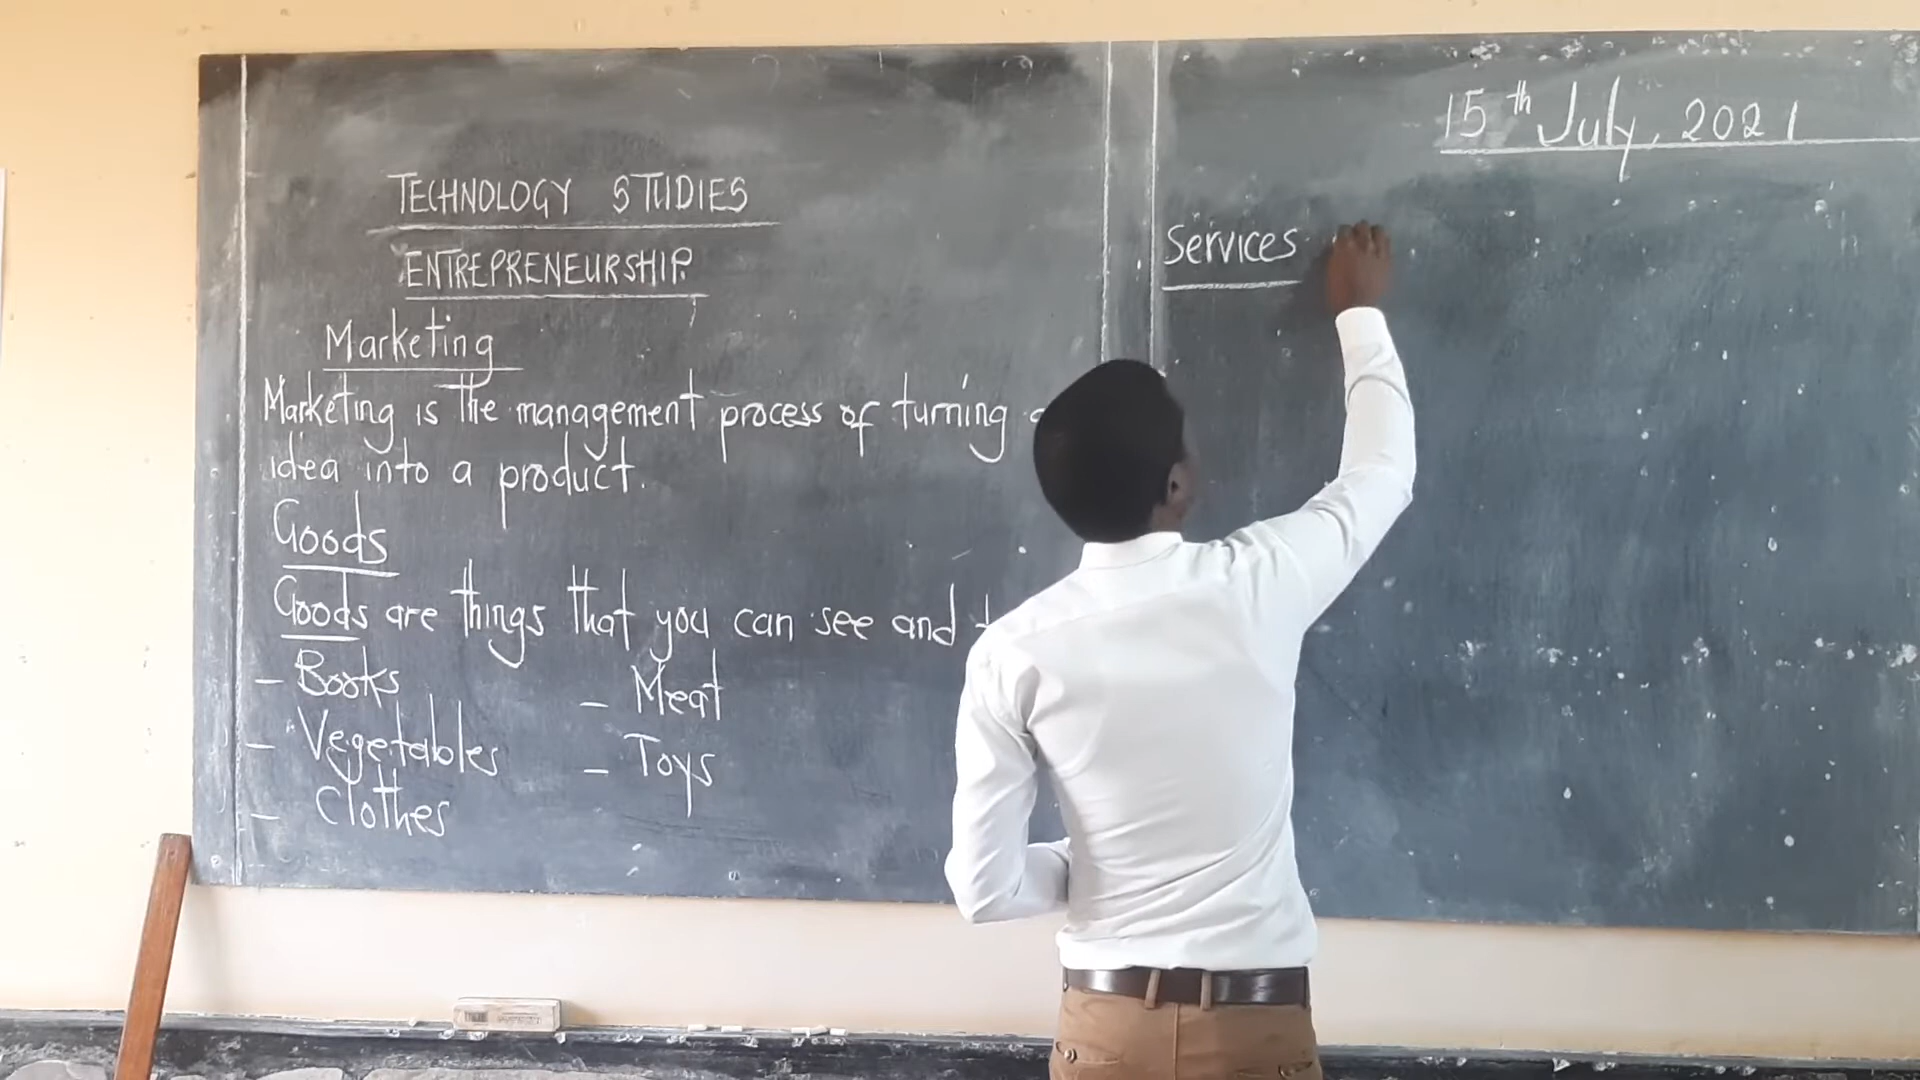 TECHNOLOGY STUDIES
ENTREPRENEURSHIP
Marketing
Marketing is the management process of turning
idea into a product.
Goods
Goods are things that you can see and
- Books
- Vegetables
- Clothes
- Meat
- Toys
15th July, 2021
Services